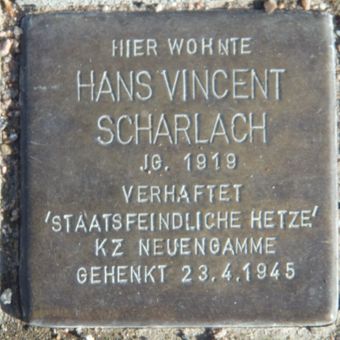 HIER WOHNTE
HANS VINCENT
SCHARLACH
JG. 1919
VERHAFTET
'STAATSFEINDLICHE HETZE'
KZ NEUENGAMME
GEHENKT 23.4.1945